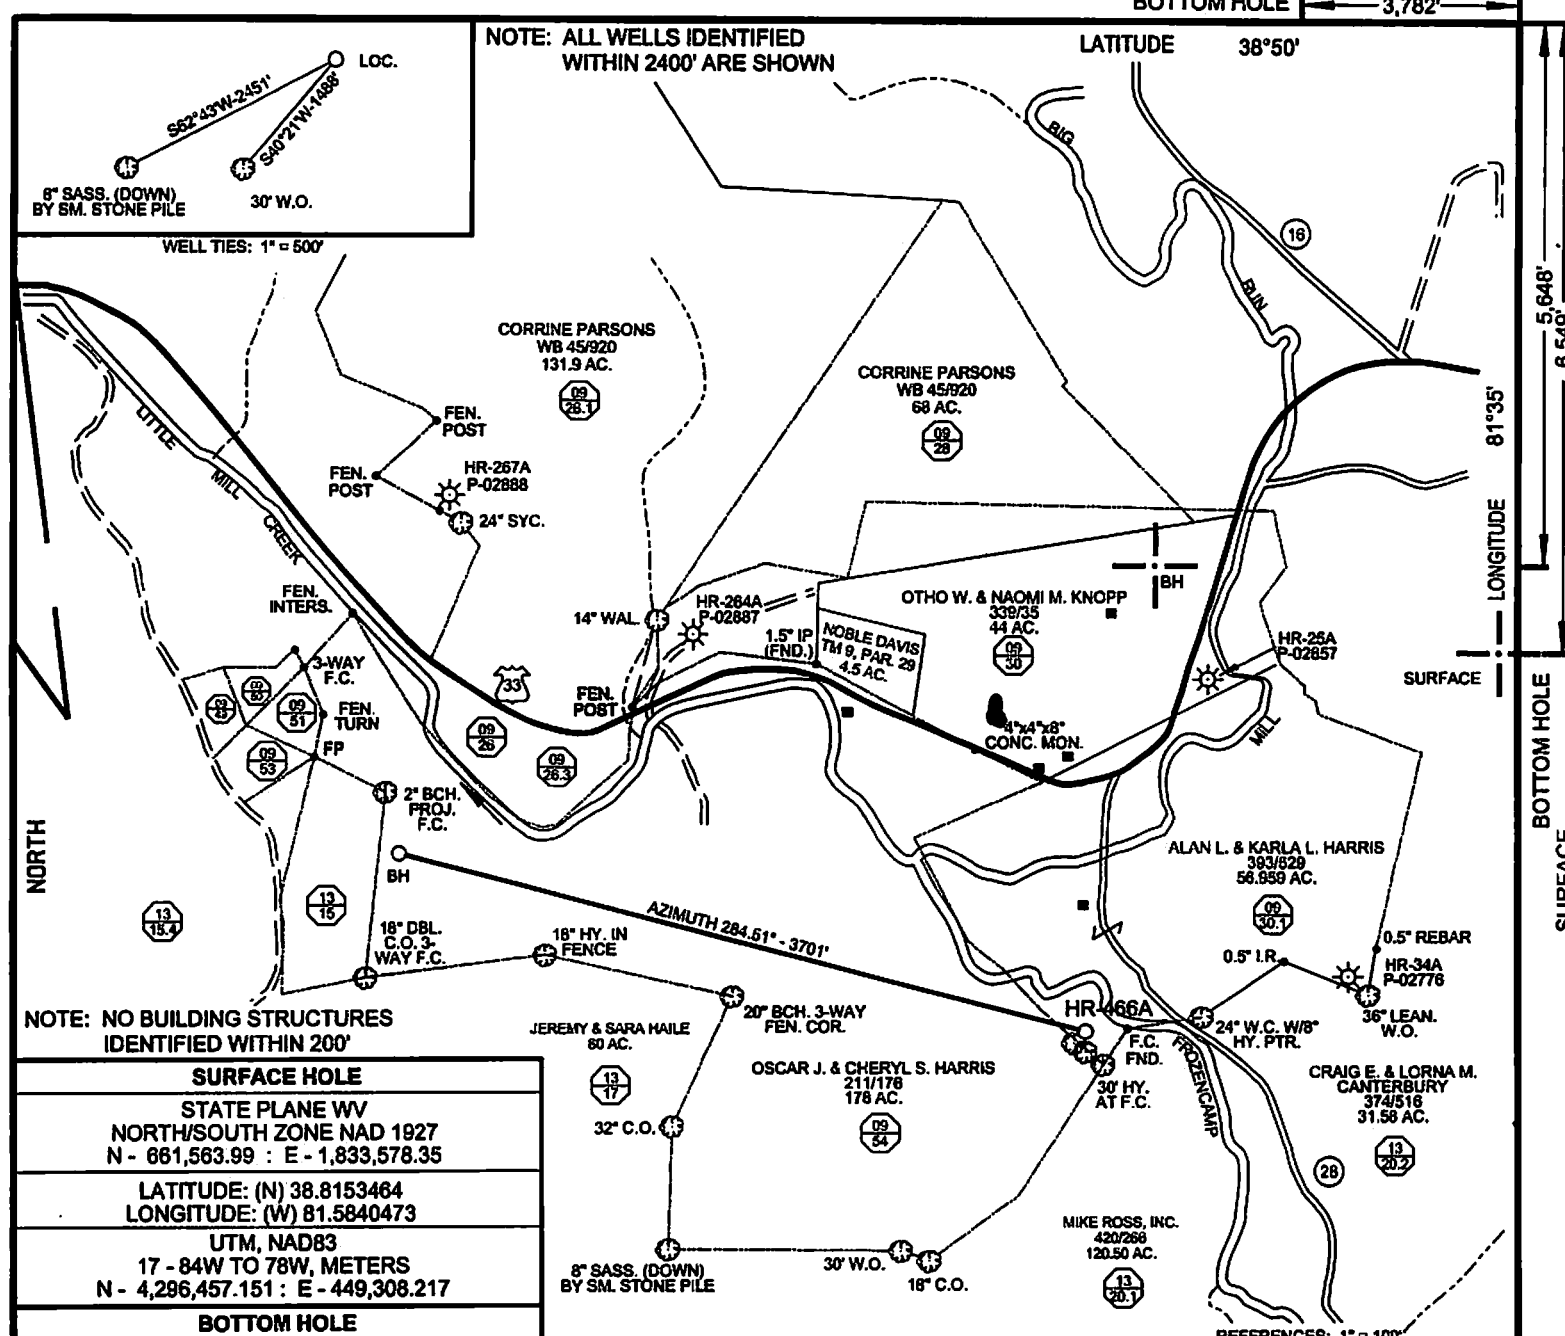 BOTTOM HOLE
3,782'
LOC.
S62°43'W-2451'
S40°21'W-1488'
8" SASS. (DOWN)
BY SM. STONE PILE
30' W.O.
WELL TIES: 1" = 500'
NOTE: ALL WELLS IDENTIFIED
WITHIN 2400' ARE SHOWN
LATITUDE 38°50'
BIG
RUN
16
5,648'
6,549'
81°35'
LONGITUDE
CORRINE PARSONS
WB 45/920
131.9 AC.
09
28.1
CORRINE PARSONS
WB 45/920
68 AC.
09
28
LITTLE
MILL
CREEK
FEN.
POST
FEN.
POST
HR-267A
P-02888
24" SYC.
FEN.
INTERS.
14" WAL.
HR-264A
P-02887
1.5" IP
(FND.)
NOBLE DAVIS
TM 9, PAR. 29
4.5 AC.
OTHO W. & NAOMI M. KNOPP
339/35
44 AC.
09
30
BH
HR-25A
P-02657
SURFACE
3-WAY
F.C.
33
FEN.
POST
FEN.
TURN
09
51
09
26
09
26.3
FP
09
53
4"x4"x8"
CONC. MON.
MILL
2" BCH.
PROJ.
F.C.
BOTTOM HOLE
SURFACE
NORTH
BH
ALAN L. & KARLA L. HARRIS
393/629
56.959 AC.
09
30.1
13
15.4
13
15
AZIMUTH 284.51° - 3701'
18" DBL.
C.O. 3-
WAY F.C.
18" HY. IN
FENCE
0.5" REBAR
0.5" I.R.
HR-34A
P-02776
36" LEAN.
W.O.
NOTE: NO BUILDING STRUCTURES
IDENTIFIED WITHIN 200'
20" BCH. 3-WAY
FEN. COR.
HR-466A
F.C.
FND.
24" W.C. W/8"
HY. PTR.
JEREMY & SARA HAILE
60 AC.
13
17
OSCAR J. & CHERYL S. HARRIS
211/176
178 AC.
09
54
30' HY.
AT F.C.
FROZENCAMP
CRAIG E. & LORNA M.
CANTERBURY
374/516
31.58 AC.
13
20.2
32" C.O.
28
SURFACE HOLE
STATE PLANE WV
NORTH/SOUTH ZONE NAD 1927
N - 661,563.99 : E - 1,833,578.35
LATITUDE: (N) 38.8153464
LONGITUDE: (W) 81.5840473
UTM, NAD83
17 - 84W TO 78W, METERS
N - 4,296,457.151 : E - 449,308.217
BOTTOM HOLE
8" SASS. (DOWN)
BY SM. STONE PILE
30' W.O.
18" C.O.
MIKE ROSS, INC.
420/266
120.50 AC.
13
20.1
REFERENCES: 1" = 100'